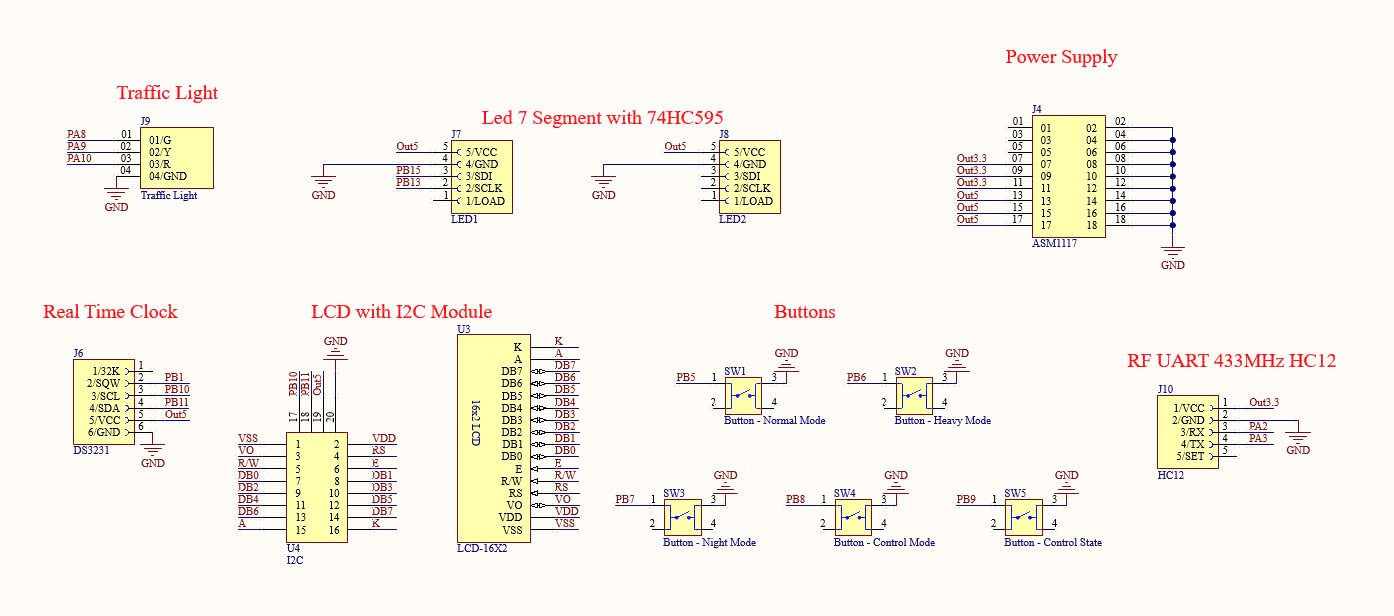 Power Supply
Traffic Light
Led 7 Segment with 74HC595
J9
PA8 01 01/G
PA9 02 02/Y
PA10 03 03/R
04 04/GND
GND
Traffic Light
J7
Out5 5 5/VCC
4 4/GND
PB15 3 3/SDI
PB13 2 2/SCLK
1 1/LOAD
GND
LED1
J8
Out5 5 5/VCC
4 4/GND
3 3/SDI
2 2/SCLK
1 1/LOAD
GND
LED2
J4
01 01 02 02
03 03 04 04
05 05 06 06
Out3.3 07 07 08 08
Out3.3 09 09 10 10
Out3.3 11 11 12 12
Out5 13 13 14 14
Out5 15 15 16 16
Out5 17 17 18 18
ASM1117
GND
Real Time Clock
LCD with I2C Module
Buttons
RF UART 433MHz HC12
J6
1/32K 1
2/SQW 2 PB1
3/SCL 3 PB10
4/SDA 4 PB11
5/VCC 5 Out5
6/GND 6
DS3231
GND
GND
PB10 PB11 Out5
17 18 19 20
VSS 1 2 VDD
VO 3 4 RS
R/W 5 6 E
DB0 7 8 DB1
DB2 9 10 DB3
DB4 11 12 DB5
DB6 13 14 DB7
A 15 16 K
U4
I2C
U3
16x2 LCD
K K
A A
DB7 DB7
DB6 DB6
DB5 DB5
DB4 DB4
DB3 DB3
DB2 DB2
DB1 DB1
DB0 DB0
E E
R/W R/W
RS RS
VO VO
VDD VDD
VSS VSS
LCD-16X2
GND
PB5 1 SW1 3
2 4
Button - Normal Mode
GND
PB6 1 SW2 3
2 4
Button - Heavy Mode
GND
PB7 1 SW3 3
2 4
Button - Night Mode
GND
PB8 1 SW4 3
2 4
Button - Control Mode
GND
PB9 1 SW5 3
2 4
Button - Control State
J10
1/VCC 1 Out3.3
2/GND 2
3/RX 3 PA2
4/TX 4 PA3
5/SET 5
GND
HC12